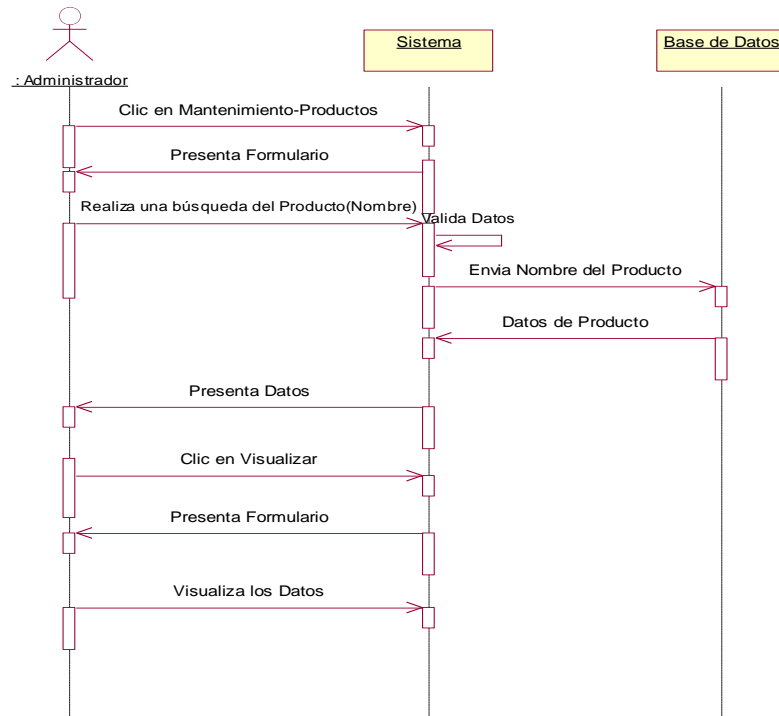 Sistema
Base de Datos
: Administrador
Clic en Mantenimiento-Productos
Presenta Formulario
Realiza una búsqueda del Producto(Nombre)
Valida Datos
Envia Nombre del Producto
Datos de Producto
Presenta Datos
Clic en Visualizar
Presenta Formulario
Visualiza los Datos